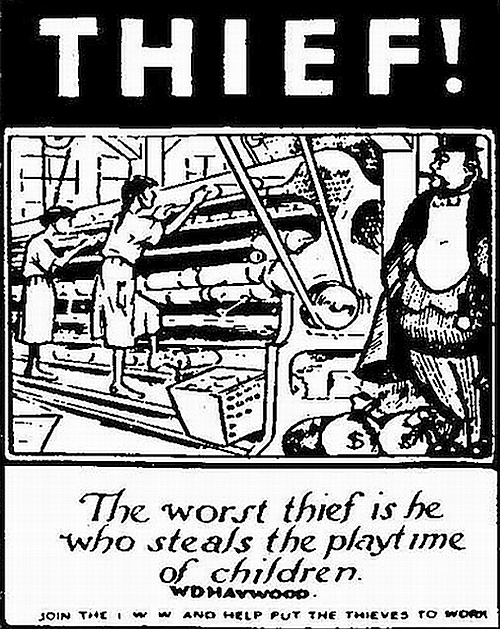 THIEF!
$
The worst thief is he
who steals the playtime
of children.
WD HAYWOOD.
JOIN THE I W W AND HELP PUT THE THIEVES TO WORK